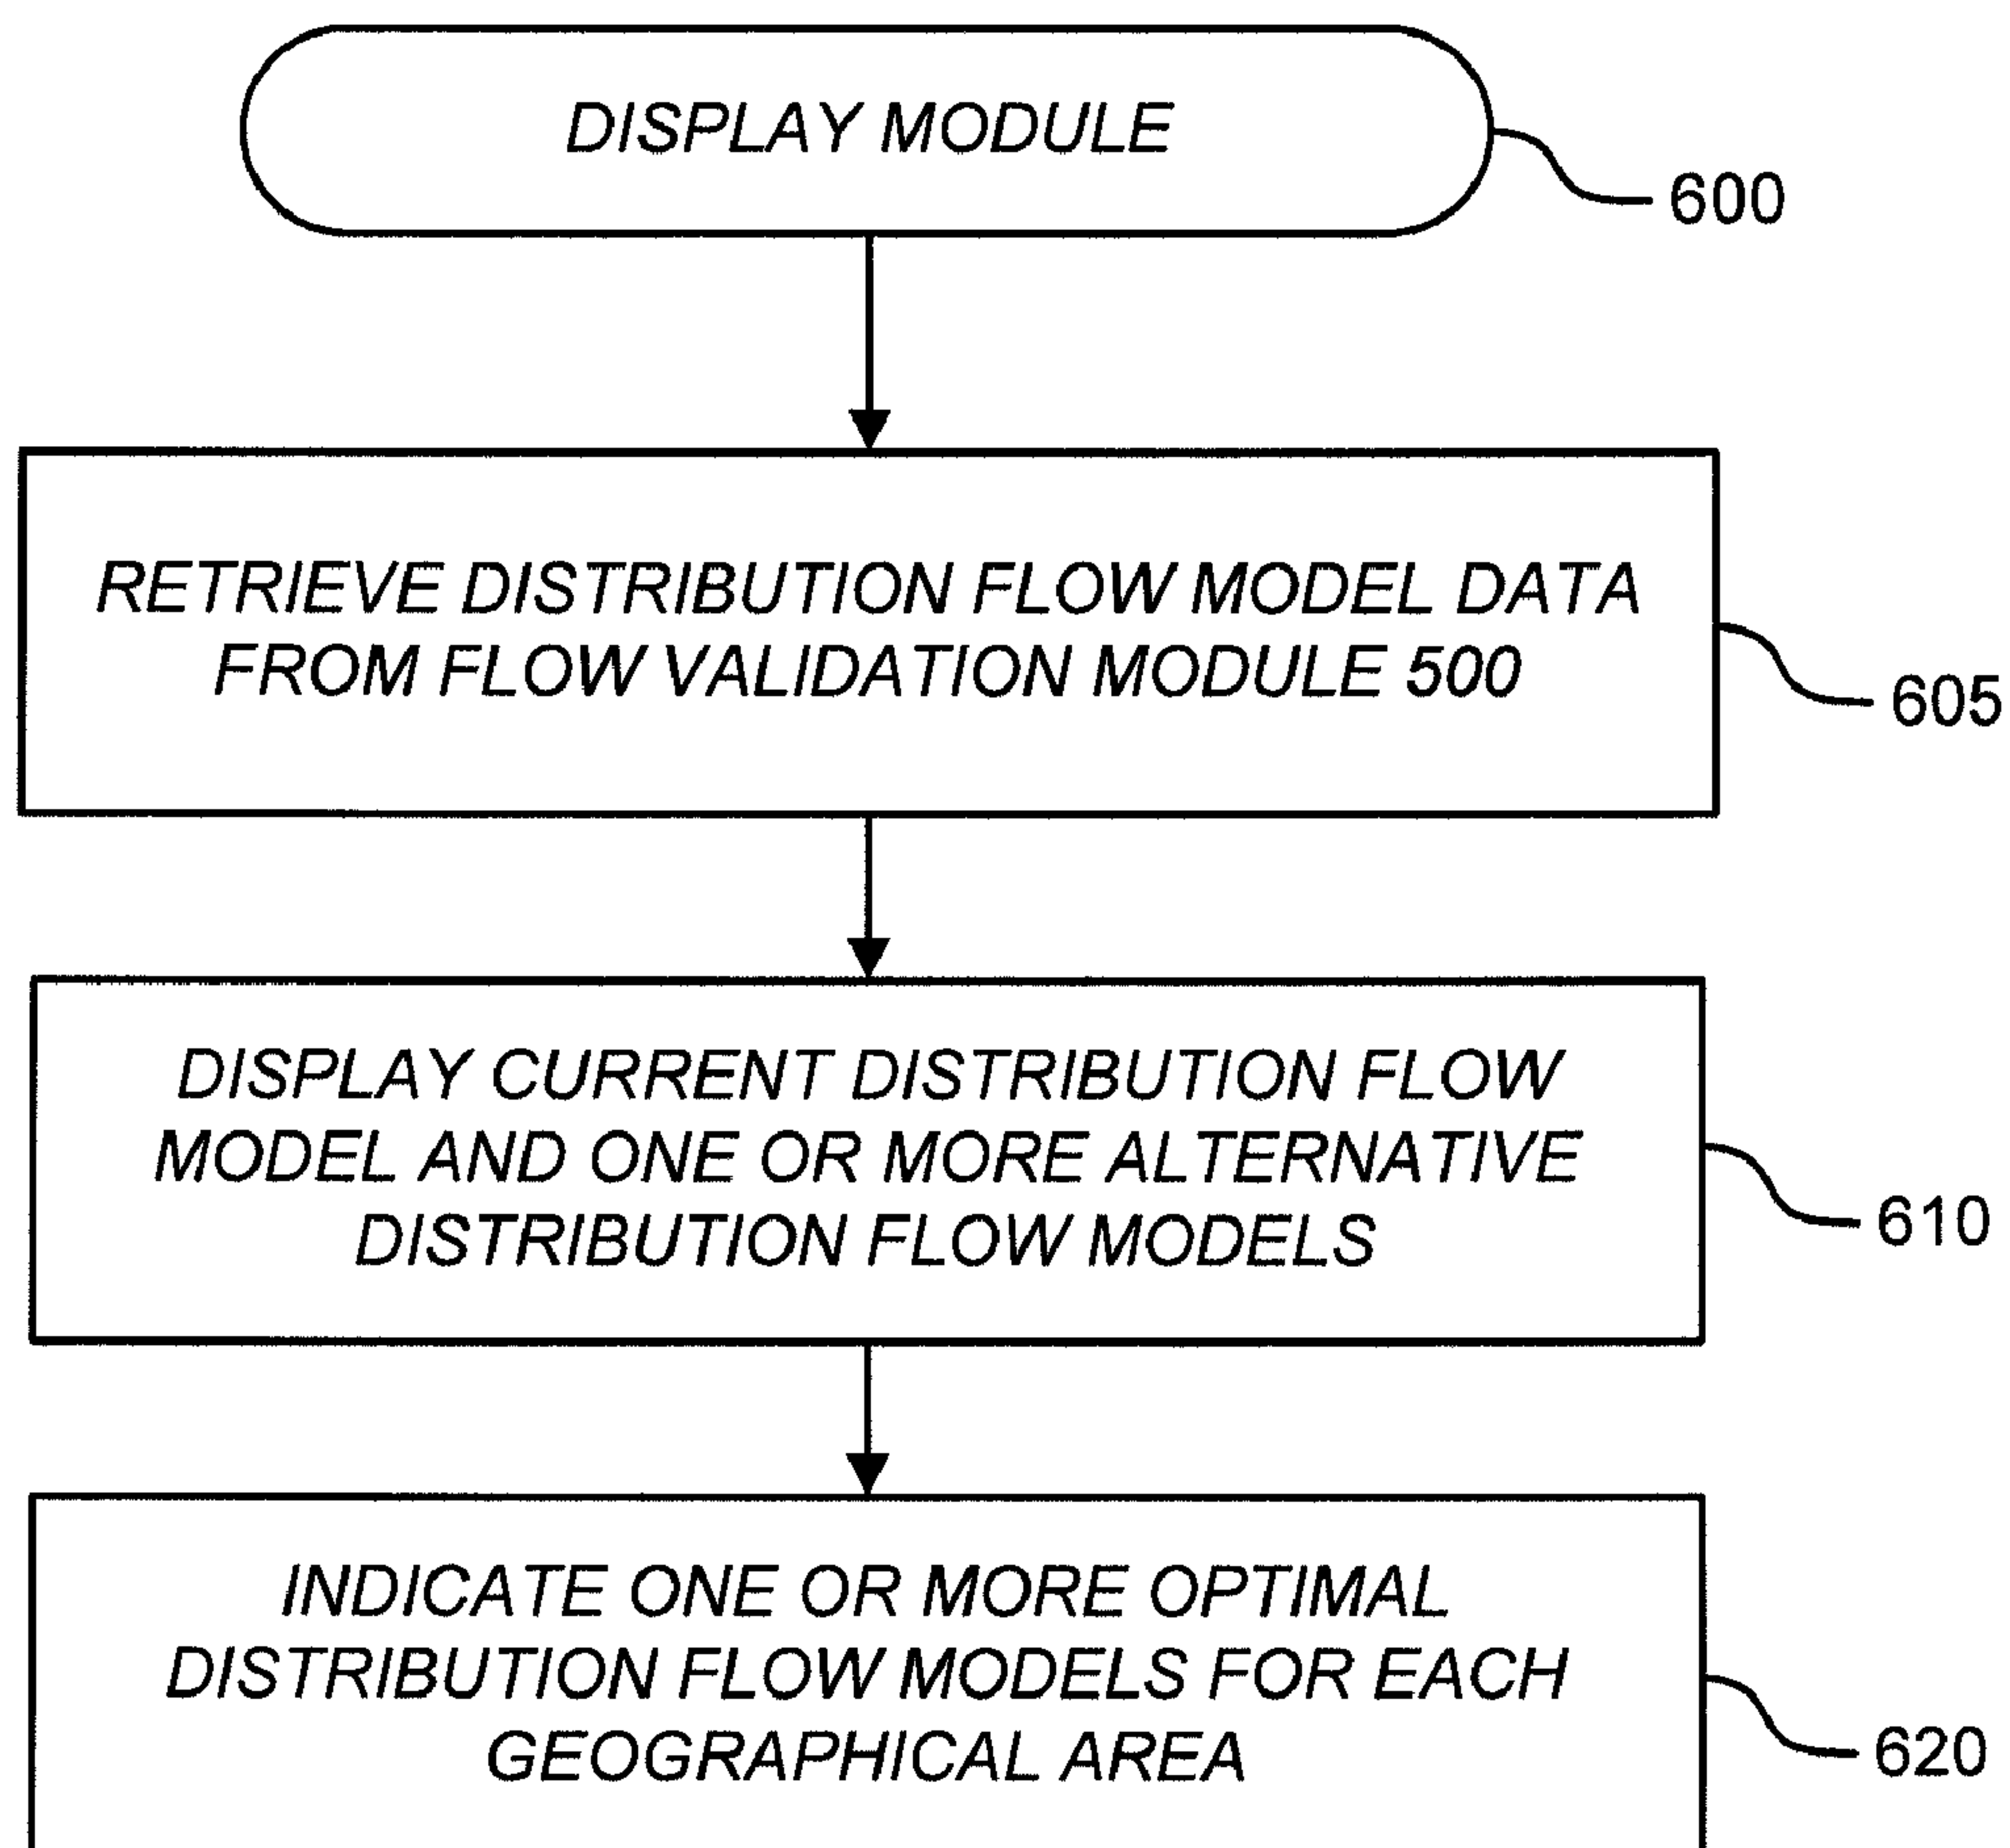 DISPLAY MODULE
600
RETRIEVE DISTRIBUTION FLOW MODEL DATA
FROM FLOW VALIDATION MODULE 500
605
DISPLAY CURRENT DISTRIBUTION FLOW
MODEL AND ONE OR MORE ALTERNATIVE
DISTRIBUTION FLOW MODELS
610
INDICATE ONE OR MORE OPTIMAL
DISTRIBUTION FLOW MODELS FOR EACH
GEOGRAPHICAL AREA
620